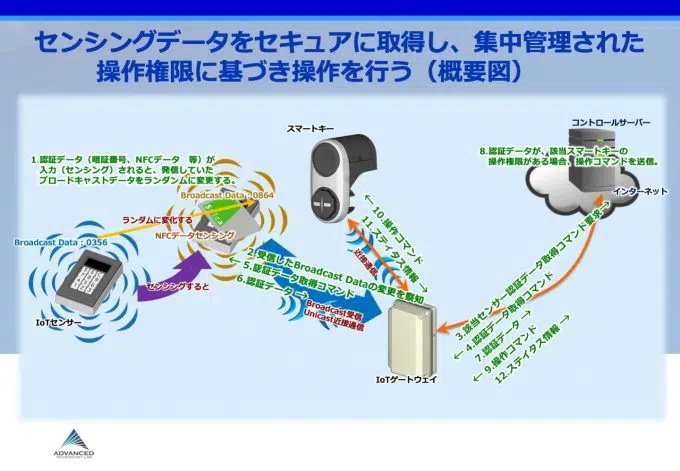 センシングデータをセキュアに取得し、集中管理された
操作権限に基づき操作を行う（概要図）
スマートキー
コントロールサーバー
1.認証データ（暗証番号、NFCデータ　等）が
入力（センシング）されると、発信していた
ブロードキャストデータをランダムに変更する。
8.認証データが、該当スマートキーの
操作権限がある場合、操作コマンドを送信。
インターネット
Broadcast Data：0864
ランダムに変化する
NFCデータセンシング
Broadcast Data：0356
← 10.操作コマンド
11.ステータス情報 →
近接通信
2.受信したBroadcast Dataの変更を察知
← 5.認証データ取得コマンド
6.認証データ →
センシングすると
Broadcast受信
Unicast近接通信
IoTセンサー
3.該当センサー認証データ取得コマンド要求→
← 4.認証データ取得コマンド
7.認証データ →
← 9.操作コマンド
12.ステイタス情報 →
IoTゲートウェイ
ADVANCED
TECHNOLOGY LAB